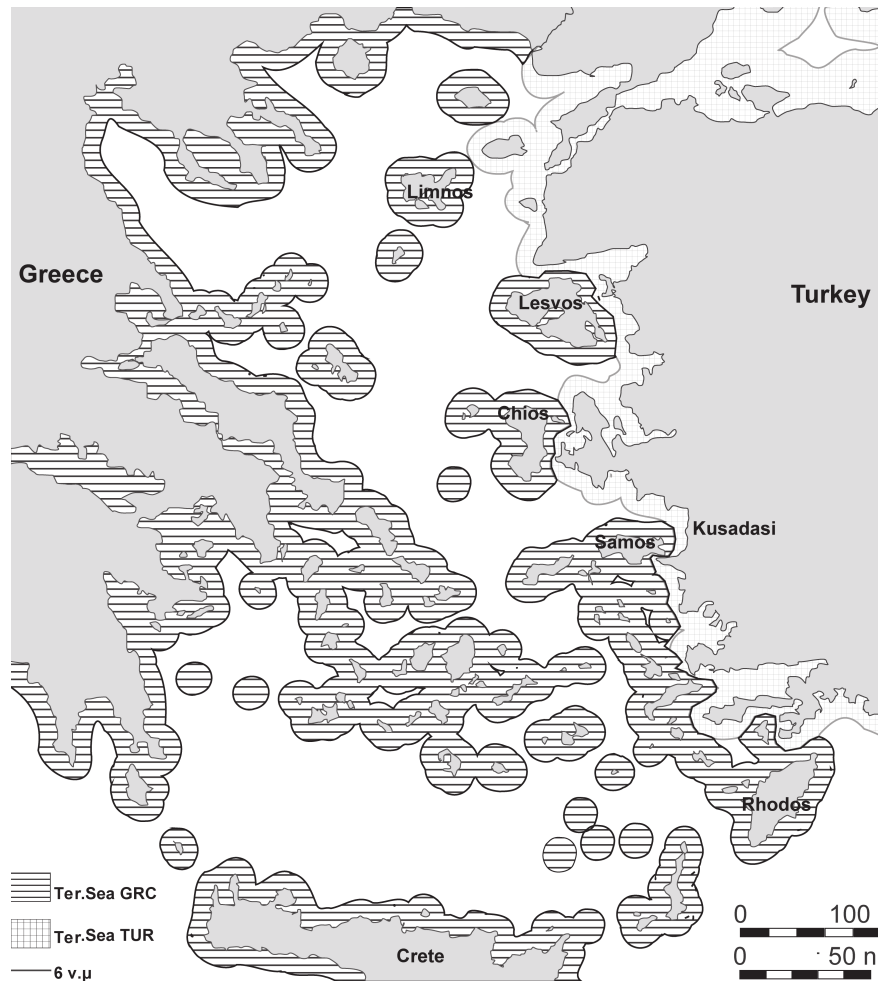 Limnos
Greece
Turkey
Lesvos
Chios
Kusadasi
Samos
Rhodos
Ter.Sea GRC
0 100
Ter.Sea TUR
Crete
0 50 n
6 ν.μ